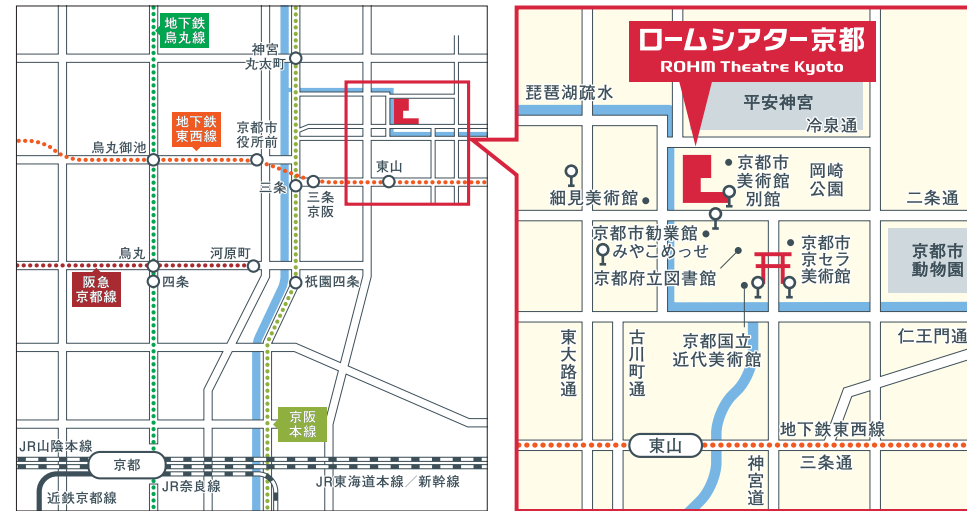 地下鉄
烏丸線
神宮
丸太町
地下鉄
東西線
京都市
役所前
烏丸御池
三条
三条
京阪
東山
烏丸
河原町
阪急
京都線
四条
祇園四条
京阪
本線
JR山陰本線
京都
近鉄京都線
JR奈良線
JR東海道本線／新幹線
ロームシアター京都
ROHM Theatre Kyoto
琵琶湖疏水
平安神宮
冷泉通
京都市
美術館
別館
岡崎
公園
細見美術館
二条通
京都市勧業館
みやこめっせ
京都府立図書館
京都市
京セラ
美術館
京都市
動物園
京都国立
近代美術館
仁王門通
東大路通
古川町通
地下鉄東西線
東山
三条通
神宮道